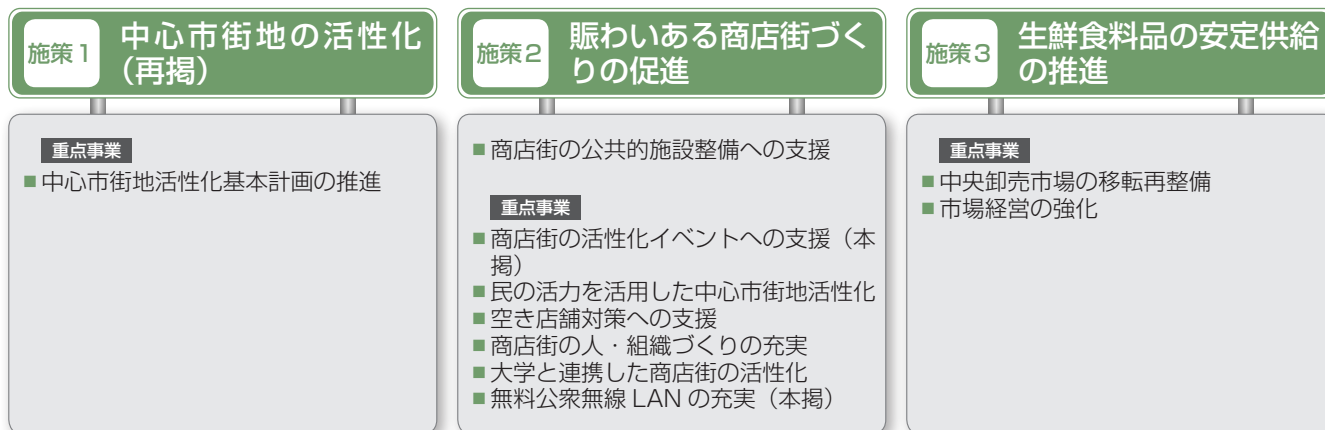 施策1
中心市街地の活性化
（再掲）
重点事業
■中心市街地活性化基本計画の推進
施策2
賑わいある商店街づく
りの促進
■商店街の公共的施設整備への支援
重点事業
■商店街の活性化イベントへの支援（本
掲）
■民の活力を活用した中心市街地活性化
■空き店舗対策への支援
■商店街の人・組織づくりの充実
■大学と連携した商店街の活性化
■無料公衆無線 LAN の充実（本掲）
施策3
生鮮食料品の安定供給
の推進
重点事業
■中央卸売市場の移転再整備
■市場経営の強化